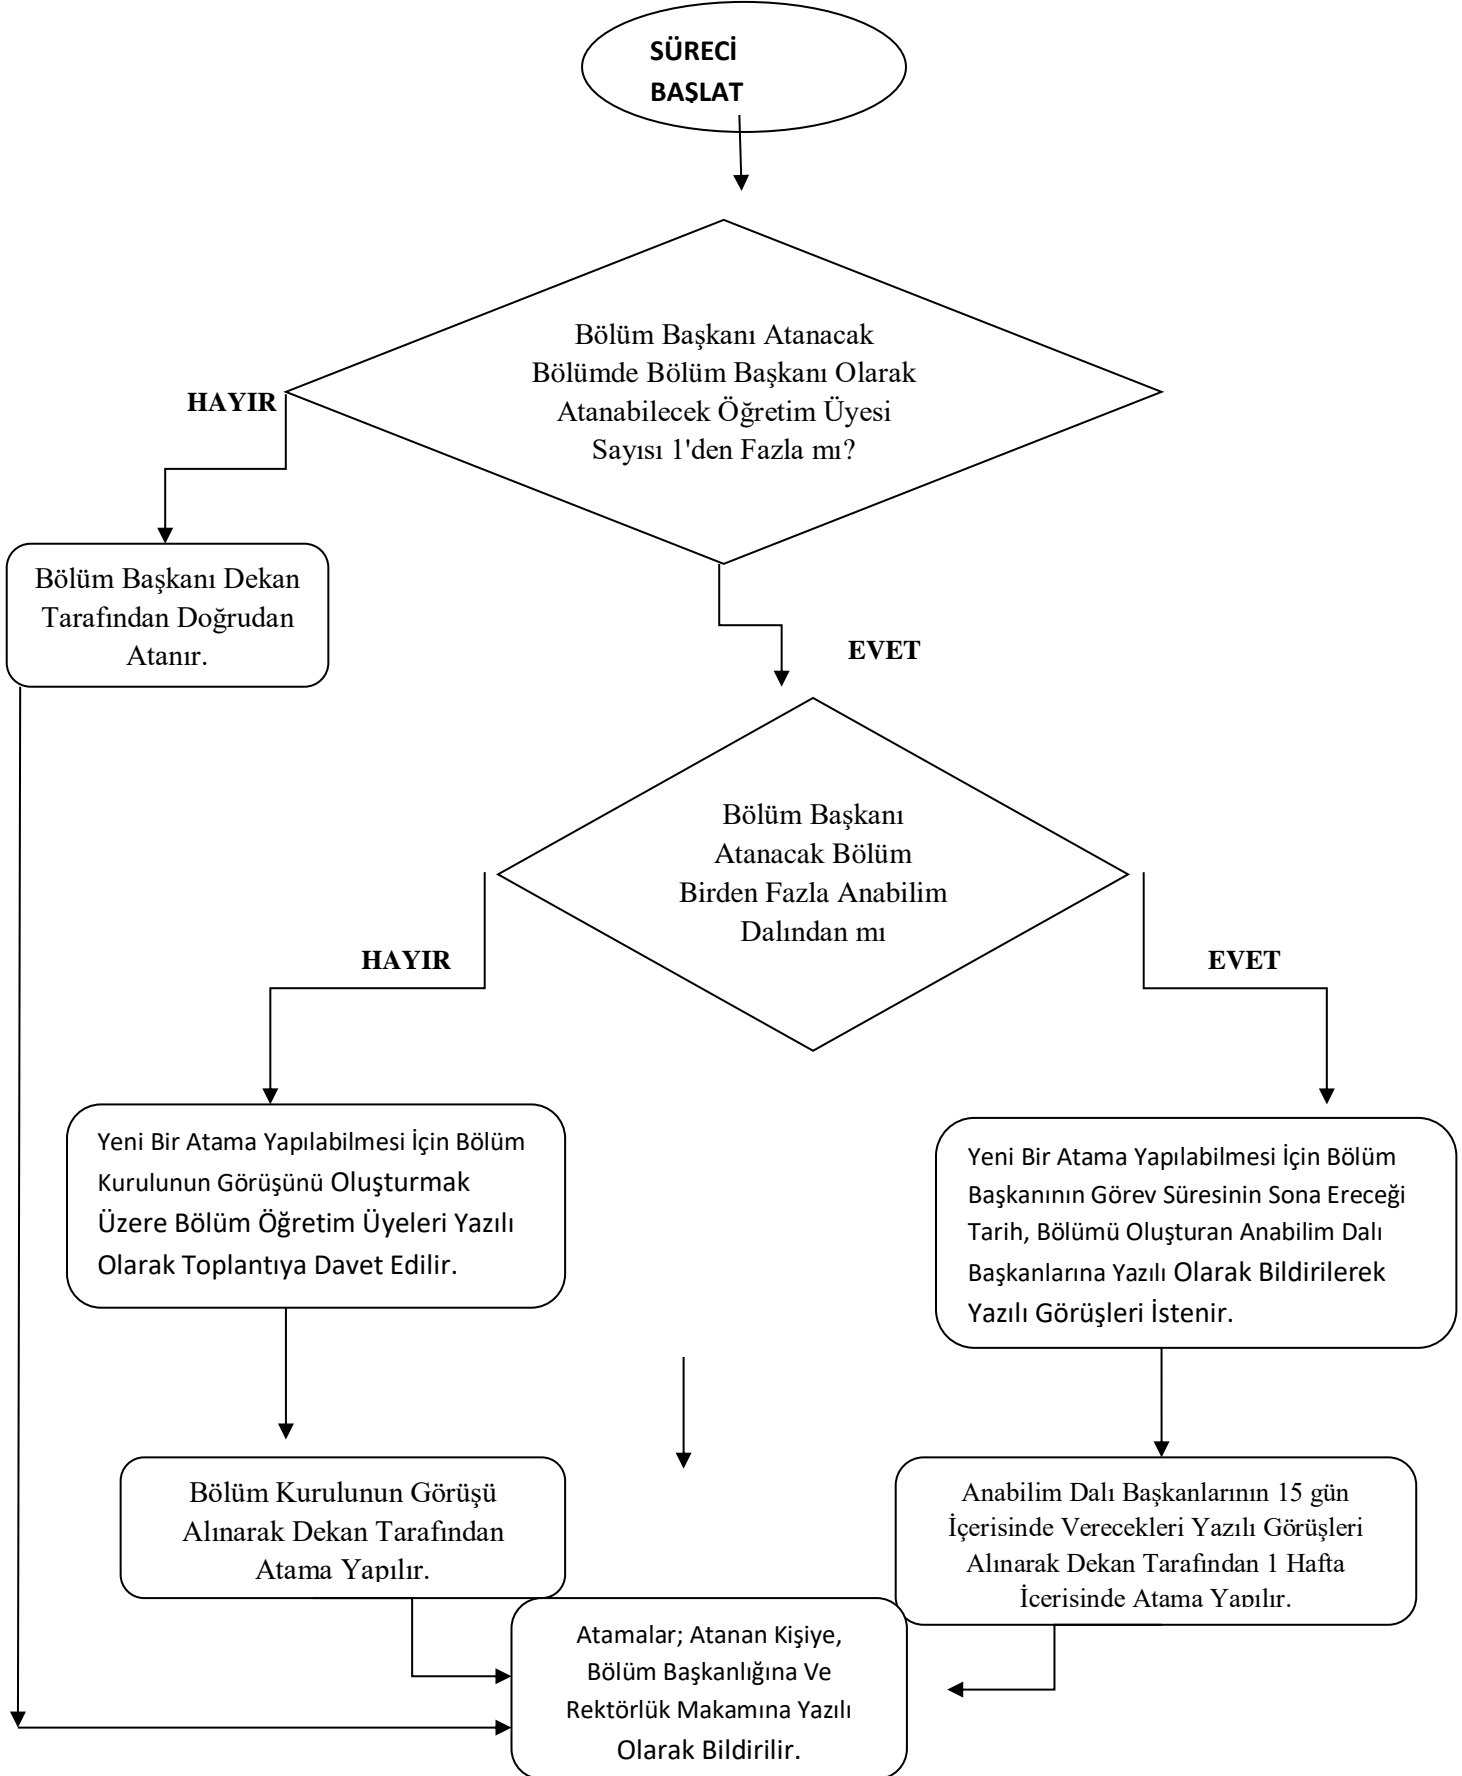 SÜRECİ
BAŞLAT
Bölüm Başkanı Atanacak
Bölümde Bölüm Başkanı Olarak
Atanabilecek Öğretim Üyesi
Sayısı 1'den Fazla mı?
HAYIR
Bölüm Başkanı Dekan
Tarafından Doğrudan
Atanır.
EVET
Bölüm Başkanı
Atanacak Bölüm
Birden Fazla Anabilim
Dalından mı
HAYIR
EVET
Yeni Bir Atama Yapılabilmesi İçin Bölüm
Kurulunun Görüşünü Oluşturmak
Üzere Bölüm Öğretim Üyeleri Yazılı
Olarak Toplantıya Davet Edilir.
Yeni Bir Atama Yapılabilmesi İçin Bölüm
Başkanının Görev Süresinin Sona Ereceği
Tarih, Bölümü Oluşturan Anabilim Dalı
Başkanlarına Yazılı Olarak Bildirilerek
Yazılı Görüşleri İstenir.
Bölüm Kurulunun Görüşü
Alınarak Dekan Tarafından
Atama Yapılır.
Anabilim Dalı Başkanlarının 15 gün
İçerisinde Verecekleri Yazılı Görüşleri
Alınarak Dekan Tarafından 1 Hafta
İçerisinde Atama Yapılır.
Atamalar; Atanan Kişiye,
Bölüm Başkanlığına Ve
Rektörlük Makamına Yazılı
Olarak Bildirilir.